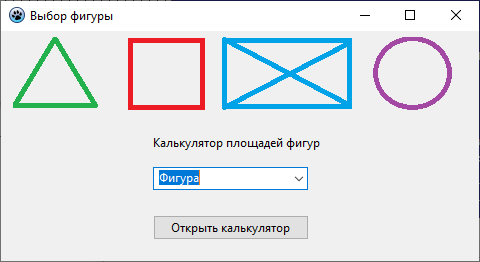 Выбор фигуры
Калькулятор площадей фигур
Фигура
Открыть калькулятор